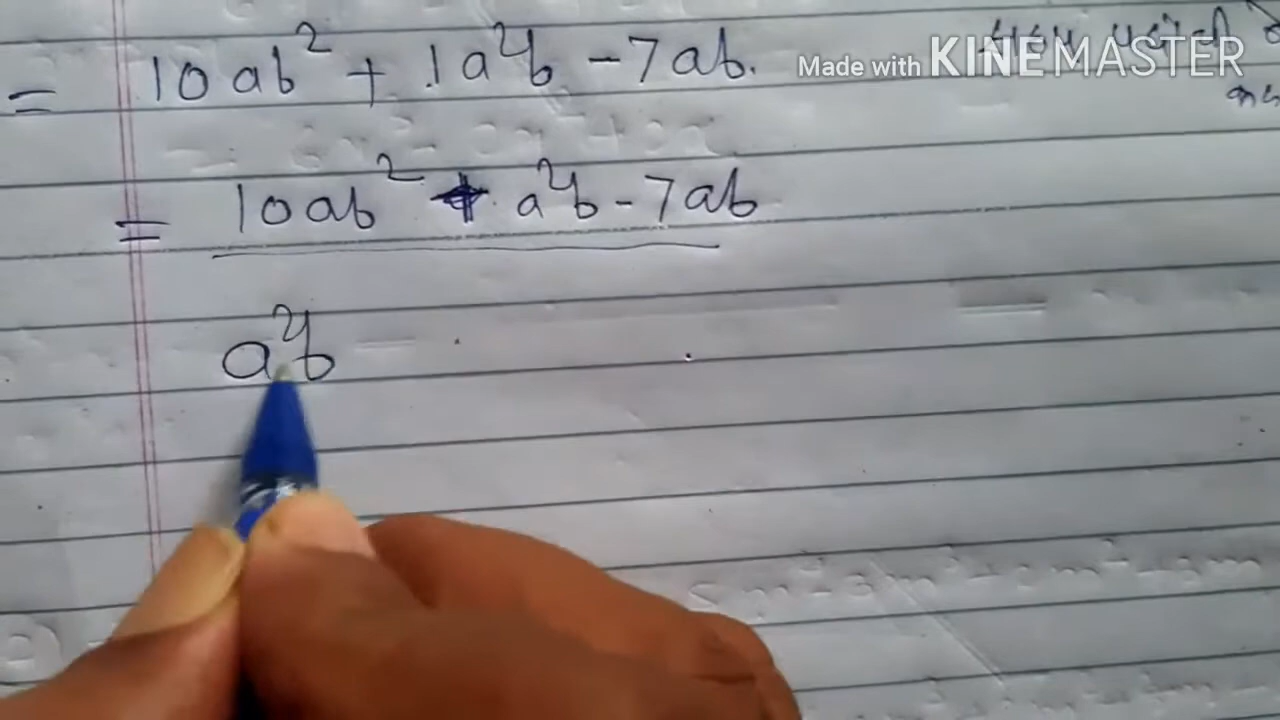 = 10ab² + 1a²b - 7ab.
Made with KINEMASTER
= 10ab² + a²b - 7ab
a²b